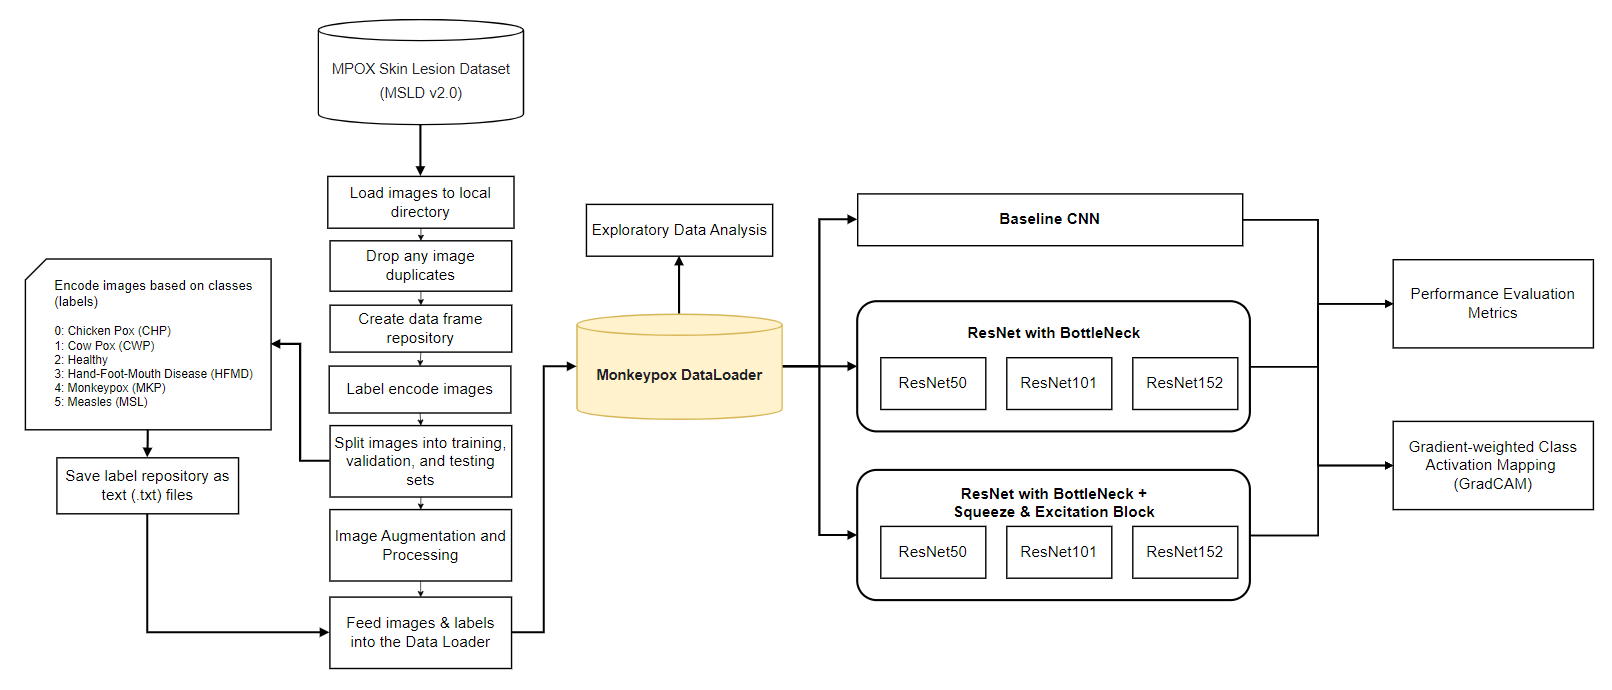 MPOX Skin Lesion Dataset
(MSLD v2.0)
Load images to local
directory
Drop any image
duplicates
Create data frame
repository
Label encode images
Split images into training,
validation, and testing
sets
Image Augmentation and
Processing
Feed images & labels
into the Data Loader
Encode images based on classes
(labels)
0: Chicken Pox (CHP)
1: Cow Pox (CWP)
2: Healthy
3: Hand-Foot-Mouth Disease (HFMD)
4: Monkeypox (MKP)
5: Measles (MSL)
Save label repository as
text (.txt) files
Exploratory Data Analysis
Monkeypox DataLoader
Baseline CNN
ResNet with BottleNeck
ResNet50
ResNet101
ResNet152
ResNet with BottleNeck +
Squeeze & Excitation Block
ResNet50
ResNet101
ResNet152
Performance Evaluation
Metrics
Gradient-weighted Class
Activation Mapping
(GradCAM)